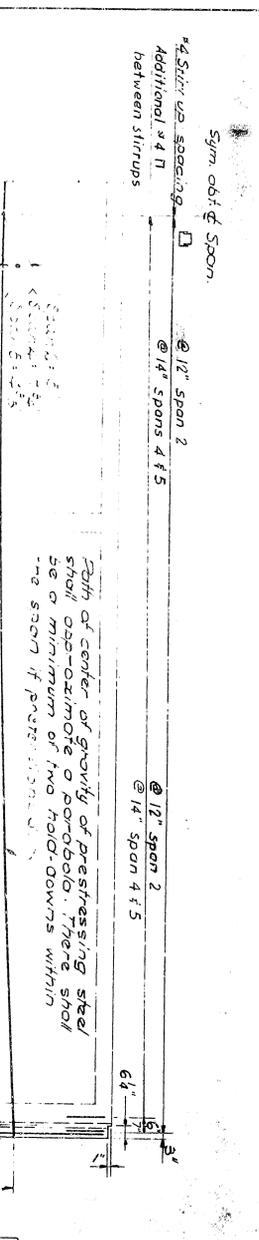 Sym. abt. ₵ Span.
#4 Stirrup spacing
Additional #4 ⊓
between stirrups
@ 12" span 2
@ 14" spans 4 & 5
@ 12" span 2
@ 14" span 4 & 5
3"
6"
7"
6¼"
1"
Path of center of gravity of prestressing steel
shall approximate a parabola. There shall
be a minimum of two hold-downs within
span if